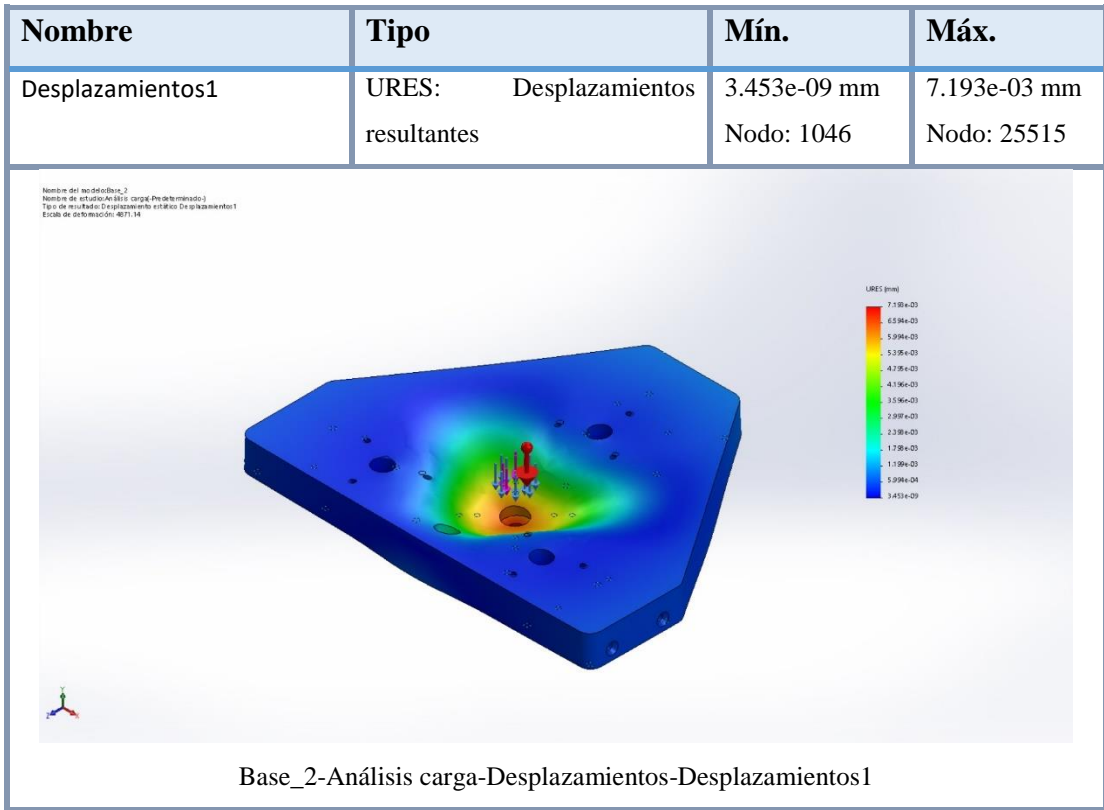 Nombre Tipo Mín. Máx.
Desplazamientos1 URES: Desplazamientos 3.453e-09 mm 7.193e-03 mm
resultantes Nodo: 1046 Nodo: 25515
Nombre del modelo:Base_2
Nombre de estudio:Análisis carga(-Predeterminado-)
Tipo de resultado: Desplazamiento estático Desplazamientos1
Escala de deformación: 4871.14
URES (mm)
7.193e-03
6.594e-03
5.994e-03
5.395e-03
4.795e-03
4.196e-03
3.596e-03
2.997e-03
2.398e-03
1.798e-03
1.199e-03
5.994e-04
3.453e-09
Y
Z X
Base_2-Análisis carga-Desplazamientos-Desplazamientos1